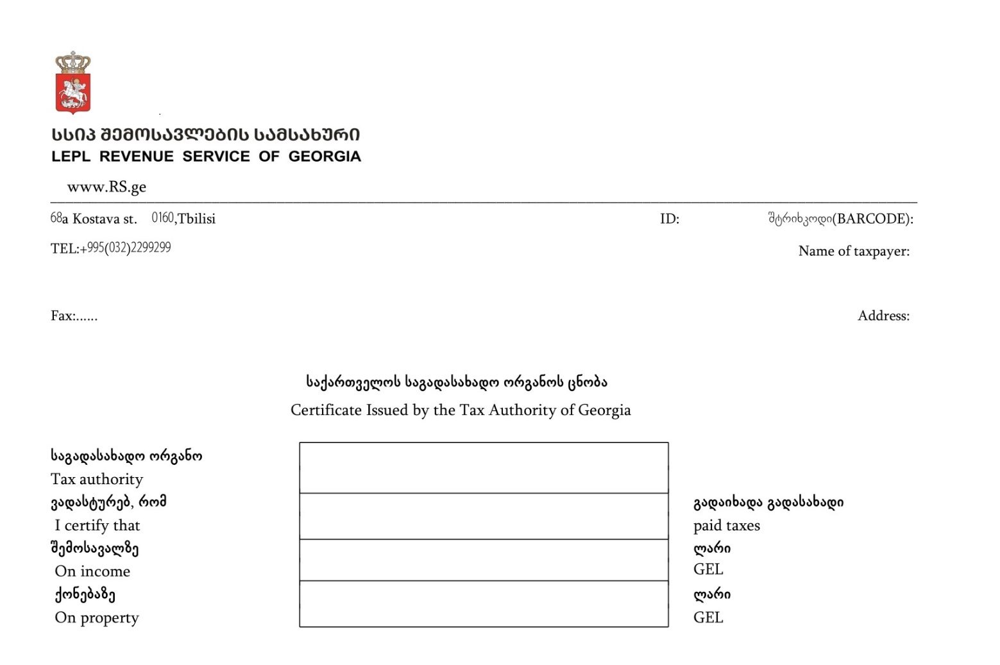 სსიპ შემოსავლების სამსახური
LEPL REVENUE SERVICE OF GEORGIA
www.RS.ge
68a Kostava st. 0160,Tbilisi ID: შტრიხკოდი(BARCODE):
TEL:+995(032)2299299 Name of taxpayer:
Fax:...... Address:
საქართველოს საგადასახადო ორგანოს ცნობა
Certificate Issued by the Tax Authority of Georgia
საგადასახადო ორგანო
Tax authority
ვადასტურებ, რომ გადაიხადა გადასახადი
I certify that paid taxes
შემოსავალზე ლარი
On income GEL
ქონებაზე ლარი
On property GEL